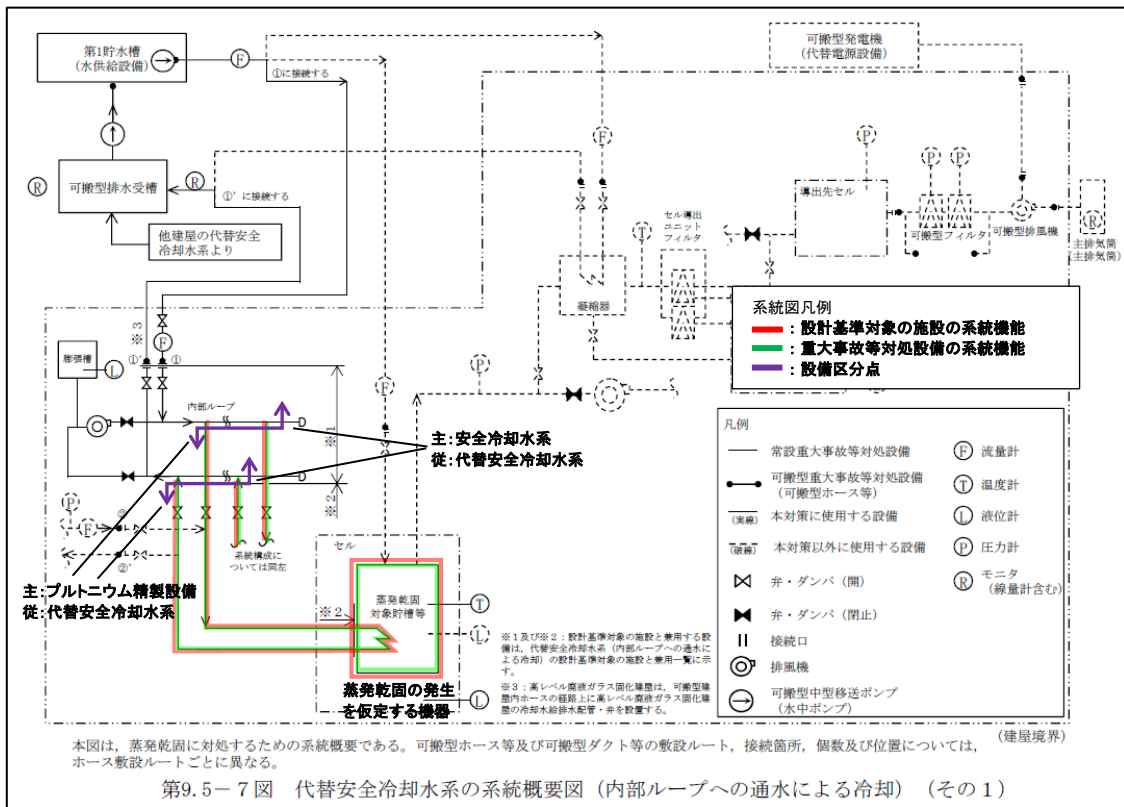 第1貯水槽
(水供給設備)
F
①に接続する
可搬型発電機
(代替電源設備)
F
P
P
P
R
可搬型排水受槽
R
①’に接続する
他建屋の代替安全
冷却水系より
導出先セル
セル導出
ユニット
フィルタ
T
可搬型フィルタ
可搬型排風機
R
主排気筒
(主排気筒)
凝縮器
※3
F
膨張槽
L
①’
①
F
P
系統図凡例
:設計基準対象の施設の系統機能
:重大事故等対処設備の系統機能
:設備区分点
内部ループ
D
※1
主:安全冷却水系
従:代替安全冷却水系
D
※2
P
F
②
②’
系統構成に
ついては同左
主:プルトニウム精製設備
従:代替安全冷却水系
セル
※2
蒸発乾固
対象貯槽等
T
L
L
蒸発乾固の発生
を仮定する機器
※1及び※2:設計基準対象の施設と兼用する設
備は,代替安全冷却水系(内部ループへの通水に
よる冷却)の設計基準対象の施設と兼用一覧に示
す。
※3:高レベル廃液ガラス固化建屋は,可搬型建
屋内ホースの経路上に高レベル廃液ガラス固化建屋
の冷却水給排水配管・弁を設置する。
凡例
常設重大事故等対処設備
可搬型重大事故等対処設備
(可搬型ホース等)
(実線)
本対策に使用する設備
(破線)
本対策以外に使用する設備
弁・ダンパ(開)
弁・ダンパ(閉止)
接続口
排風機
可搬型中型移送ポンプ
(水中ポンプ)
F 流量計
T 温度計
L 液位計
P 圧力計
R モニタ
(線量計含む)
(建屋境界)
本図は,蒸発乾固に対処するための系統概要である。可搬型ホース等及び可搬型ダクト等の敷設ルート,接続箇所,個数及び位置については,
ホース敷設ルートごとに異なる。
第9.5-7図 代替安全冷却水系の系統概要図(内部ループへの通水による冷却)(その1)